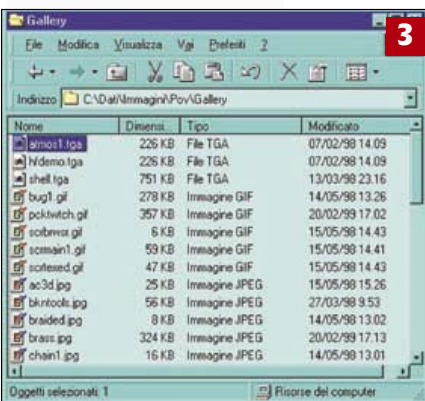 Gallery
3
File Modifica Visualizza Vai Preferiti ?
Indirizzo C:\Dati\Immagini\Pov\Gallery
Nome Dimensi... Tipo Modificato
atmos1.tga 226 KB File TGA 07/02/98 14.09
hfdemo.tga 226 KB File TGA 07/02/98 14.09
shell.tga 751 KB File TGA 13/03/98 23.16
bug1.gif 278 KB Immagine GIF 14/05/98 13.26
pcktwtch.gif 357 KB Immagine GIF 20/02/99 17.02
6 KB Immagine GIF 15/05/98 14.43
scrmain1.gif 59 KB Immagine GIF 15/05/98 14.41
scrtexed.gif 47 KB Immagine GIF 15/05/98 14.43
ac3d.jpg 25 KB Immagine JPEG 15/05/98 15.26
bkntools.jpg 56 KB Immagine JPEG 27/03/98 9.53
braided.jpg 8 KB Immagine JPEG 14/05/98 13.02
brass.jpg 324 KB Immagine JPEG 20/02/99 17.13
chain1.jpg 16 KB Immagine JPEG 14/05/98 13.01
Oggetti selezionati: 1 Risorse del computer